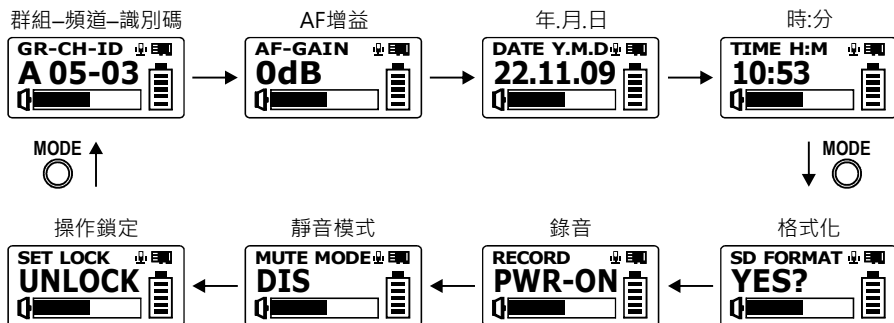 群組–頻道–識別碼
GR-CH-ID
A 05-03
AF增益
AF-GAIN
0dB
年.月.日
DATE Y.M.D
22.11.09
時:分
TIME H:M
10:53
MODE
MODE
操作鎖定
SET LOCK
UNLOCK
靜音模式
MUTE MODE
DIS
錄音
RECORD
PWR-ON
格式化
SD FORMAT
YES?